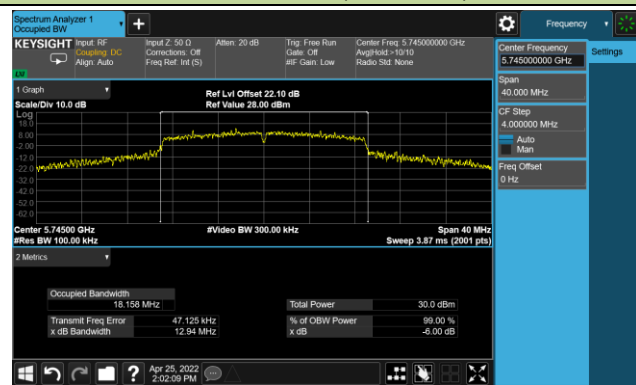 Spectrum Analyzer 1
Occupied BW
+
Frequency
KEYSIGHT
Input: RF
Coupling: DC
Align: Auto
Input Z: 50 Ω
Corrections: Off
Freq Ref: Int (S)
Atten: 20 dB
Trig: Free Run
Gate: Off
#IF Gain: Low
Center Freq: 5.745000000 GHz
Avg|Hold:>10/10
Radio Std: None
Center Frequency
5.745000000 GHz
Settings
Span
40.000 MHz
CF Step
4.000000 MHz
Auto
Man
Freq Offset
0 Hz
1 Graph
Scale/Div 10.0 dB
Ref Lvl Offset 22.10 dB
Ref Value 28.00 dBm
Log
18.0
8.00
-2.00
-12.0
-22.0
-32.0
-42.0
-52.0
-62.0
Center 5.74500 GHz
#Res BW 100.00 kHz
#Video BW 300.00 kHz
Span 40 MHz
Sweep 3.87 ms (2001 pts)
2 Metrics
Occupied Bandwidth
18.158 MHz
Total Power 30.0 dBm
Transmit Freq Error 47.125 kHz
% of OBW Power 99.00 %
x dB Bandwidth 12.94 MHz
x dB -6.00 dB
?
Apr 25, 2022
2:02:09 PM